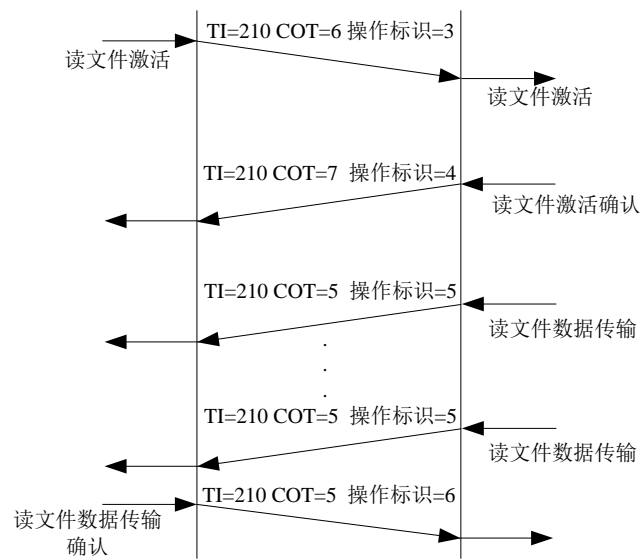 TI=210 COT=6 操作标识=3
读文件激活
读文件激活
TI=210 COT=7 操作标识=4
读文件激活确认
TI=210 COT=5 操作标识=5
读文件数据传输
.
.
.
TI=210 COT=5 操作标识=5
读文件数据传输
TI=210 COT=5 操作标识=6
读文件数据传输
确认